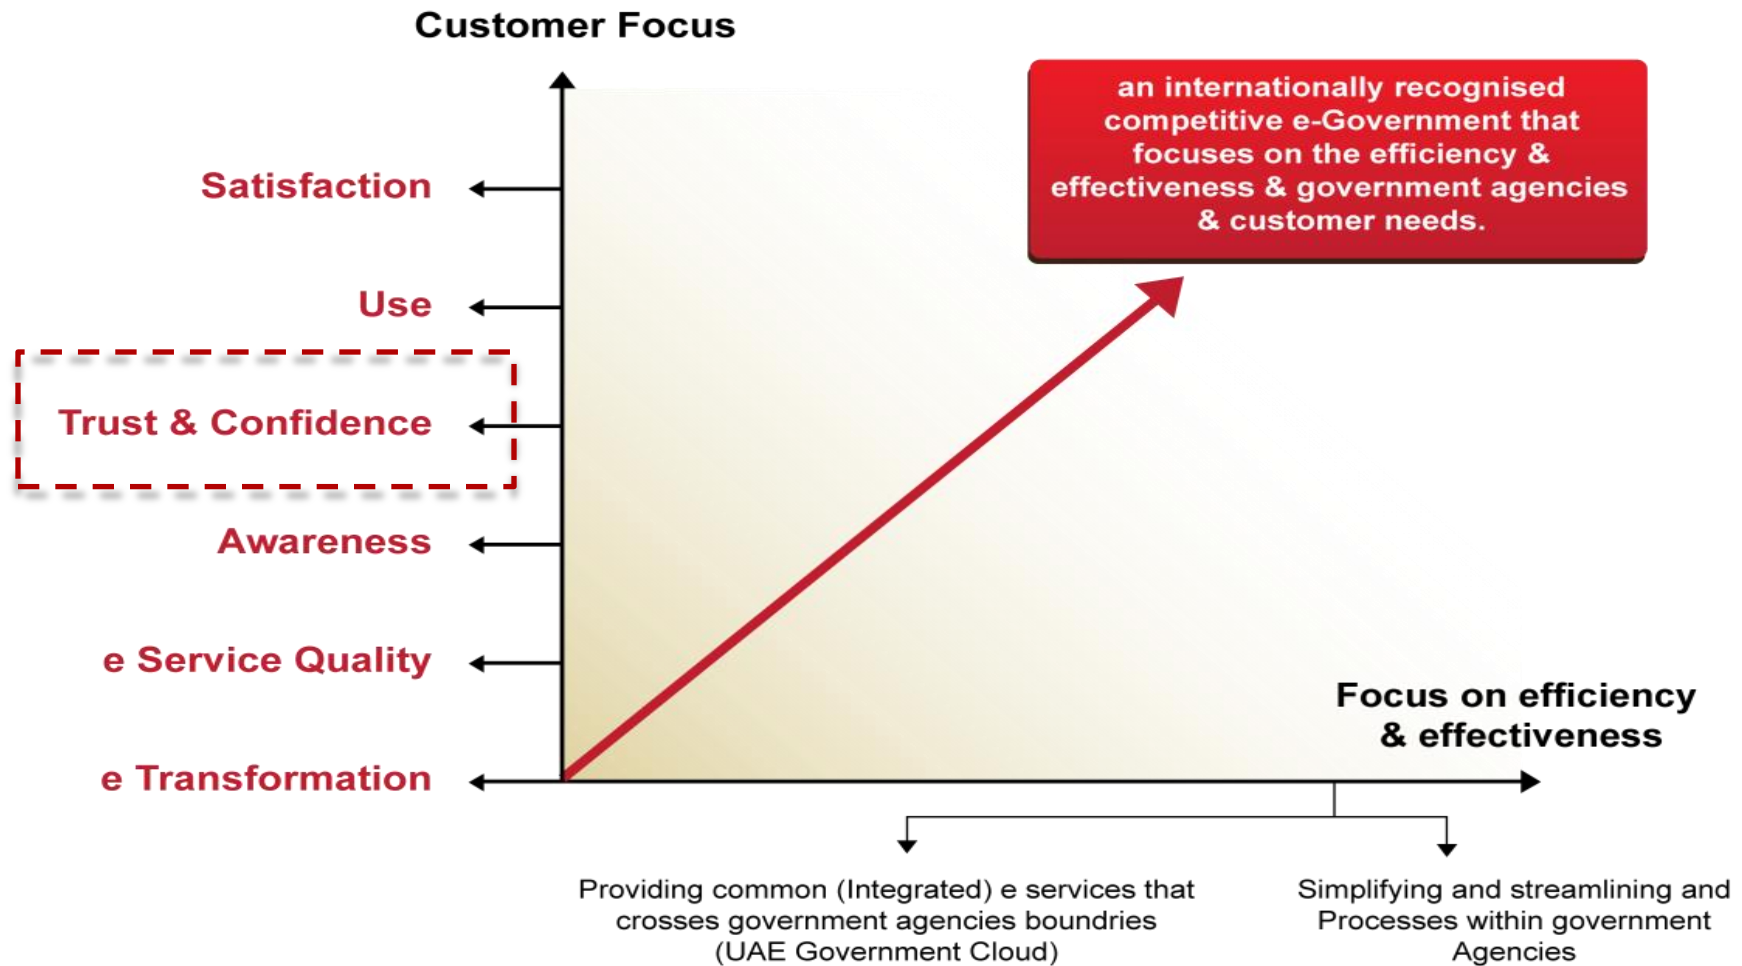 Customer Focus
an internationally recognised
competitive e-Government that
focuses on the efficiency &
effectiveness & government agencies
& customer needs.
Satisfaction
Use
Trust & Confidence
Awareness
e Service Quality
e Transformation
Focus on efficiency
& effectiveness
Providing common (Integrated) e services that
crosses government agencies boundries
(UAE Government Cloud)
Simplifying and streamlining and
Processes within government
Agencies